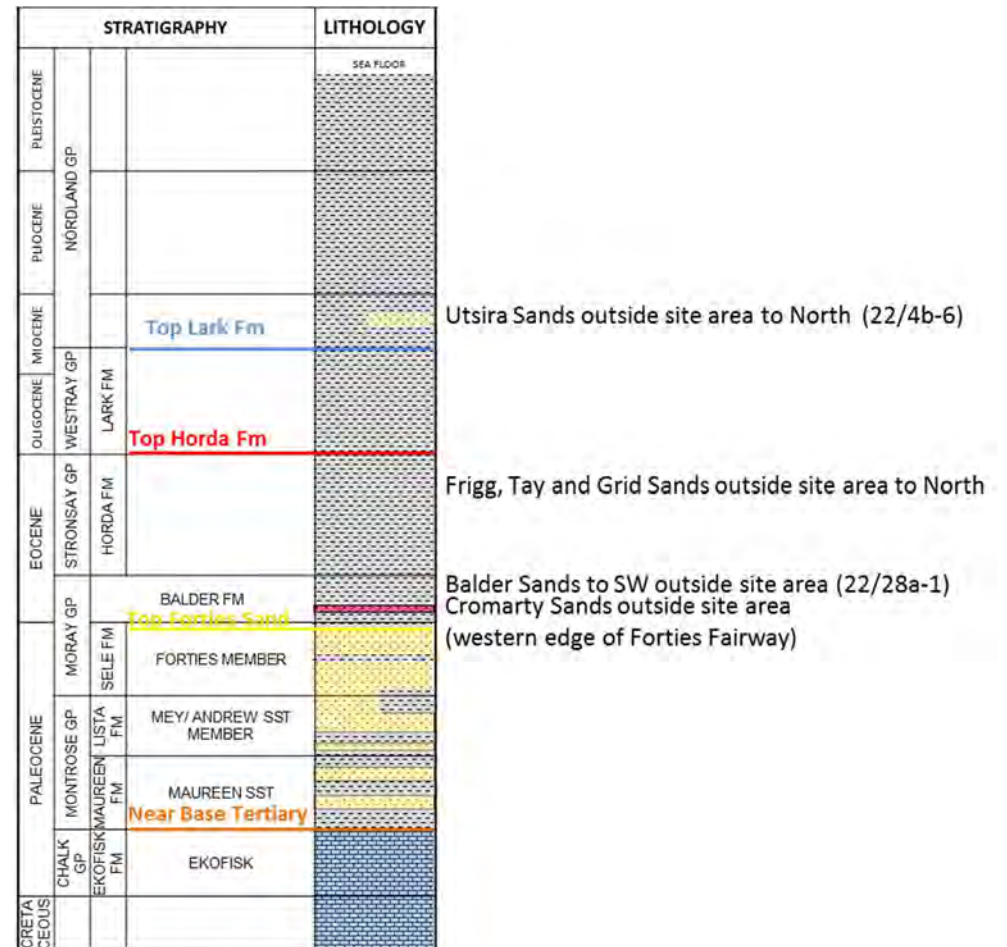 STRATIGRAPHY
LITHOLOGY
SEA FLOOR
PLEISTOCENE
PLIOCENE
MIOCENE
OLIGOCENE
EOCENE
PALEOCENE
CRETA
CEOUS
NORDLAND GP
WESTRAY GP
STRONSAY GP
MORAY GP
MONTROSE GP
CHALK
GP
LARK FM
HORDA FM
SELE FM
LISTA
FM
MAUREEN
FM
EKOFISK
FM
Top Lark Fm
Top Horda Fm
BALDER FM
Top Forties Sand
FORTIES MEMBER
MEY/ ANDREW SST
MEMBER
MAUREEN SST
Near Base Tertiary
EKOFISK
Utsira Sands outside site area to North (22/4b-6)
Frigg, Tay and Grid Sands outside site area to North
Balder Sands to SW outside site area (22/28a-1)
Cromarty Sands outside site area
(western edge of Forties Fairway)